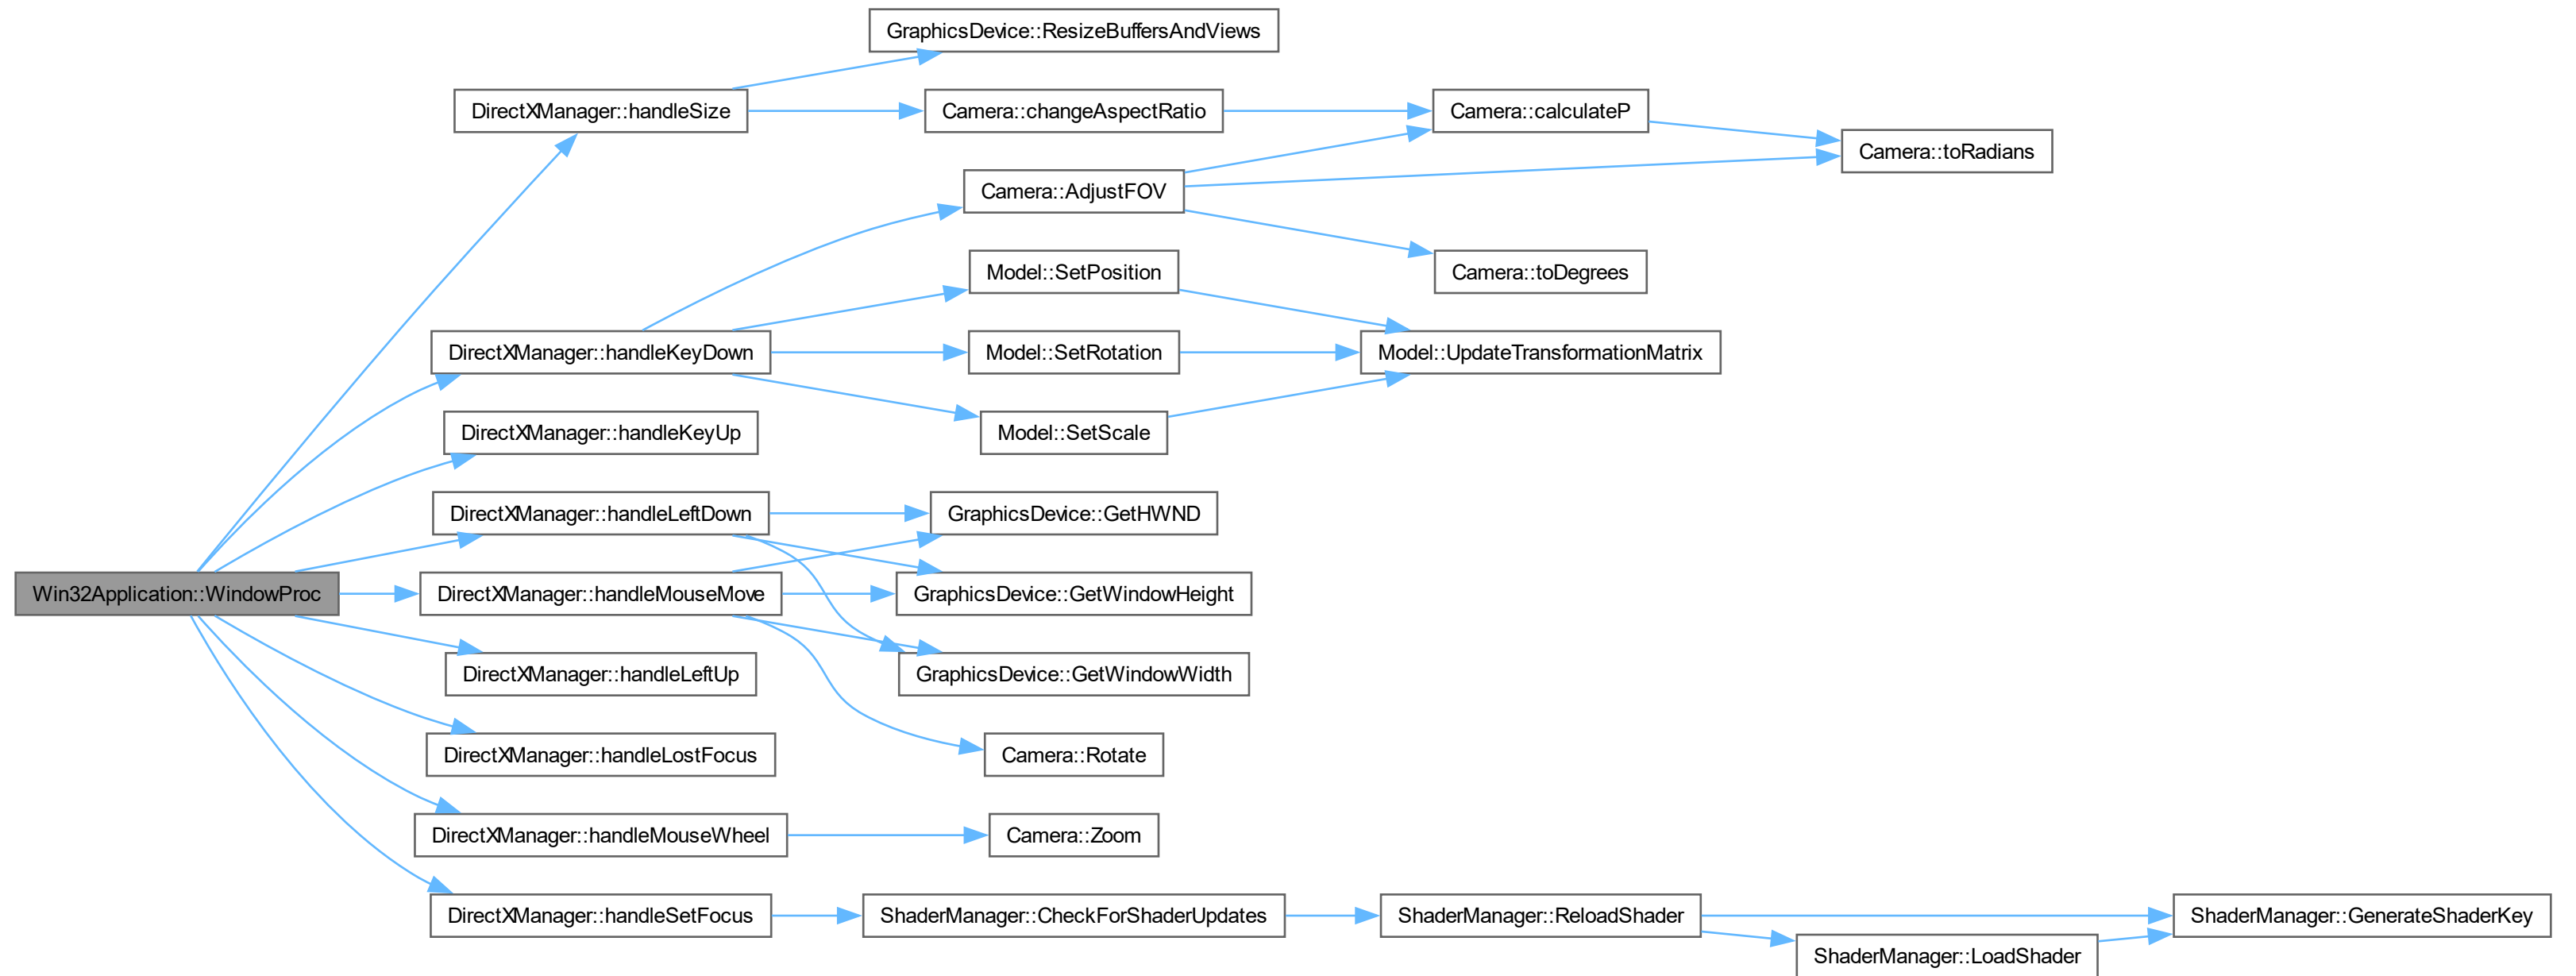 GraphicsDevice::ResizeBuffersAndViews
DirectXManager::handleSize
Camera::changeAspectRatio
Camera::calculateP
Camera::toRadians
Camera::AdjustFOV
Model::SetPosition
Camera::toDegrees
DirectXManager::handleKeyDown
Model::SetRotation
Model::UpdateTransformationMatrix
DirectXManager::handleKeyUp
Model::SetScale
DirectXManager::handleLeftDown
GraphicsDevice::GetHWND
Win32Application::WindowProc
DirectXManager::handleMouseMove
GraphicsDevice::GetWindowHeight
DirectXManager::handleLeftUp
GraphicsDevice::GetWindowWidth
DirectXManager::handleLostFocus
Camera::Rotate
DirectXManager::handleMouseWheel
Camera::Zoom
DirectXManager::handleSetFocus
ShaderManager::CheckForShaderUpdates
ShaderManager::ReloadShader
ShaderManager::GenerateShaderKey
ShaderManager::LoadShader